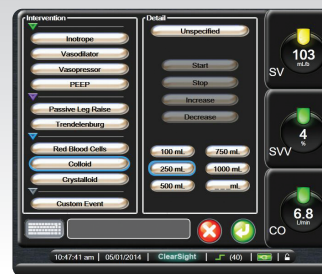 Intervention
Inotrope
Vasodilator
Vasopressor
PEEP
Passive Leg Raise
Trendelenburg
Red Blood Cells
Colloid
Crystalloid
Custom Event
Detail
Unspecified
Start
Stop
Increase
Decrease
100 mL 750 mL
250 mL 1000 mL
500 mL __mL
103
mL/b
SV
4
%
SVV
6.8
L/min
CO
10:47:41 am | 05/01/2014 | ClearSight | (40)